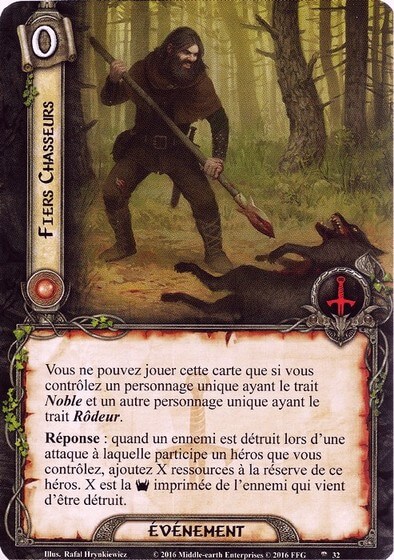 0
FIERS CHASSEURS
Vous ne pouvez jouer cette carte que si vous
contrôlez un personnage unique ayant le trait
Noble et un autre personnage unique ayant le
trait Rôdeur.
Réponse : quand un ennemi est détruit lors d'une
attaque à laquelle participe un héros que vous
contrôlez, ajoutez X ressources à la réserve de ce
héros. X est la imprimée de l'ennemi qui vient
d'être détruit.
ÉVÉNEMENT
Illus. Rafał Hrynkiewicz © 2016 Middle-earth Enterprises © 2016 FFG 32